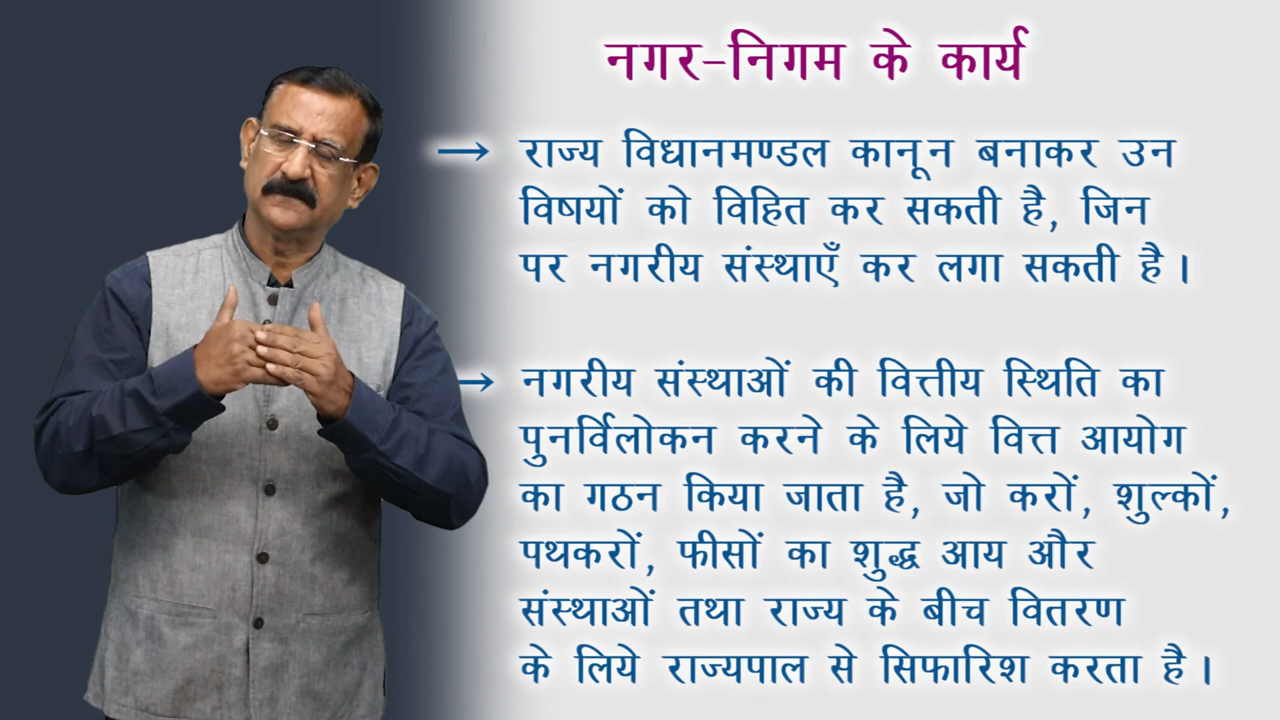 नगर-निगम के कार्य
→ राज्य विधानमण्डल कानून बनाकर उन
विषयों को विहित कर सकती है, जिन
पर नगरीय संस्थाएँ कर लगा सकती है।
→ नगरीय संस्थाओं की वित्तीय स्थिति का
पुनर्विलोकन करने के लिये वित्त आयोग
का गठन किया जाता है, जो करों, शुल्कों,
पथकरों, फीसों का शुद्ध आय और
संस्थाओं तथा राज्य के बीच वितरण
के लिये राज्यपाल से सिफारिश करता है।